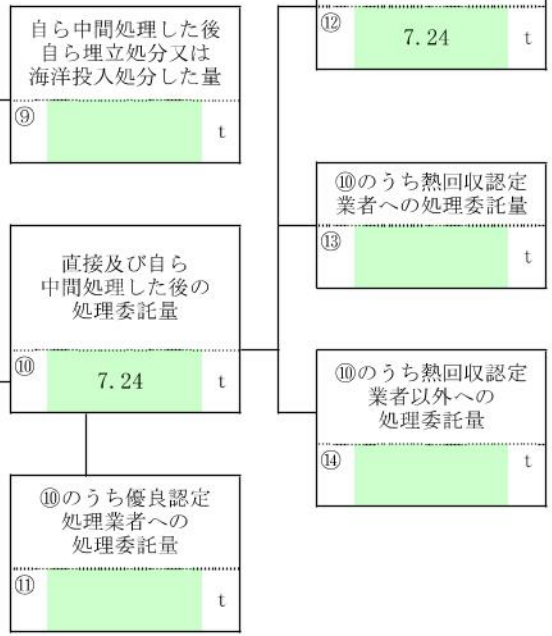 自ら中間処理した後
自ら埋立処分又は
海洋投入処分した量
⑨ t
直接及び自ら
中間処理した後の
処理委託量
⑩ 7.24 t
⑩のうち優良認定
処理業者への
処理委託量
⑪ t
⑫ 7.24 t
⑩のうち熱回収認定
業者への処理委託量
⑬ t
⑩のうち熱回収認定
業者以外への
処理委託量
⑭ t